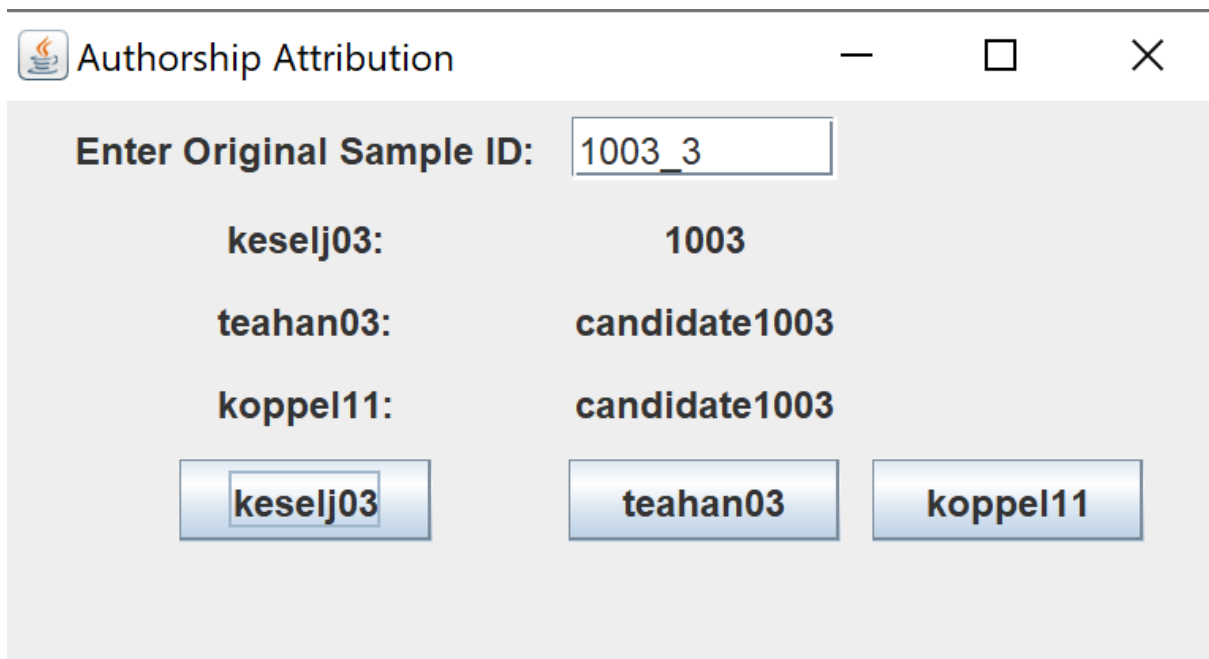 Authorship Attribution
Enter Original Sample ID: 1003_3
keselj03: 1003
teahan03: candidate1003
koppel11: candidate1003
keselj03 teahan03 koppel11